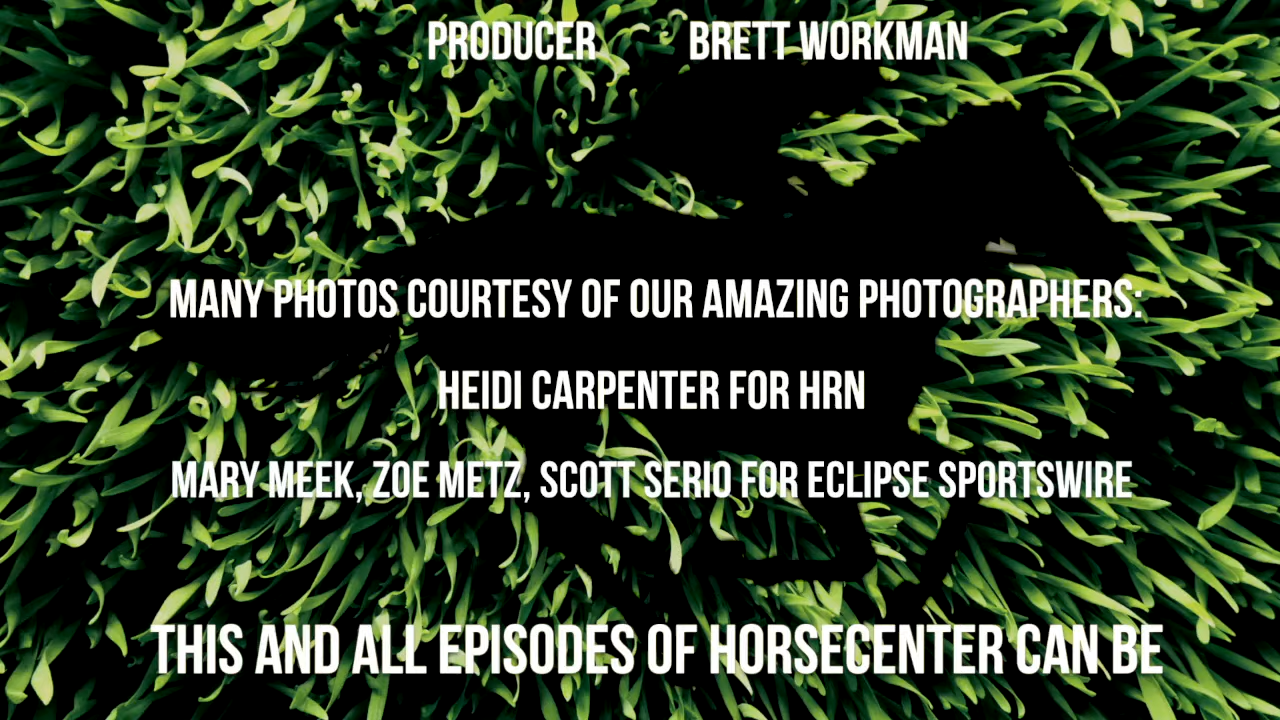 PRODUCER BRETT WORKMAN
MANY PHOTOS COURTESY OF OUR AMAZING PHOTOGRAPHERS:
HEIDI CARPENTER FOR HRN
MARY MEEK, ZOE METZ, SCOTT SERIO FOR ECLIPSE SPORTSWIRE
THIS AND ALL EPISODES OF HORSECENTER CAN BE